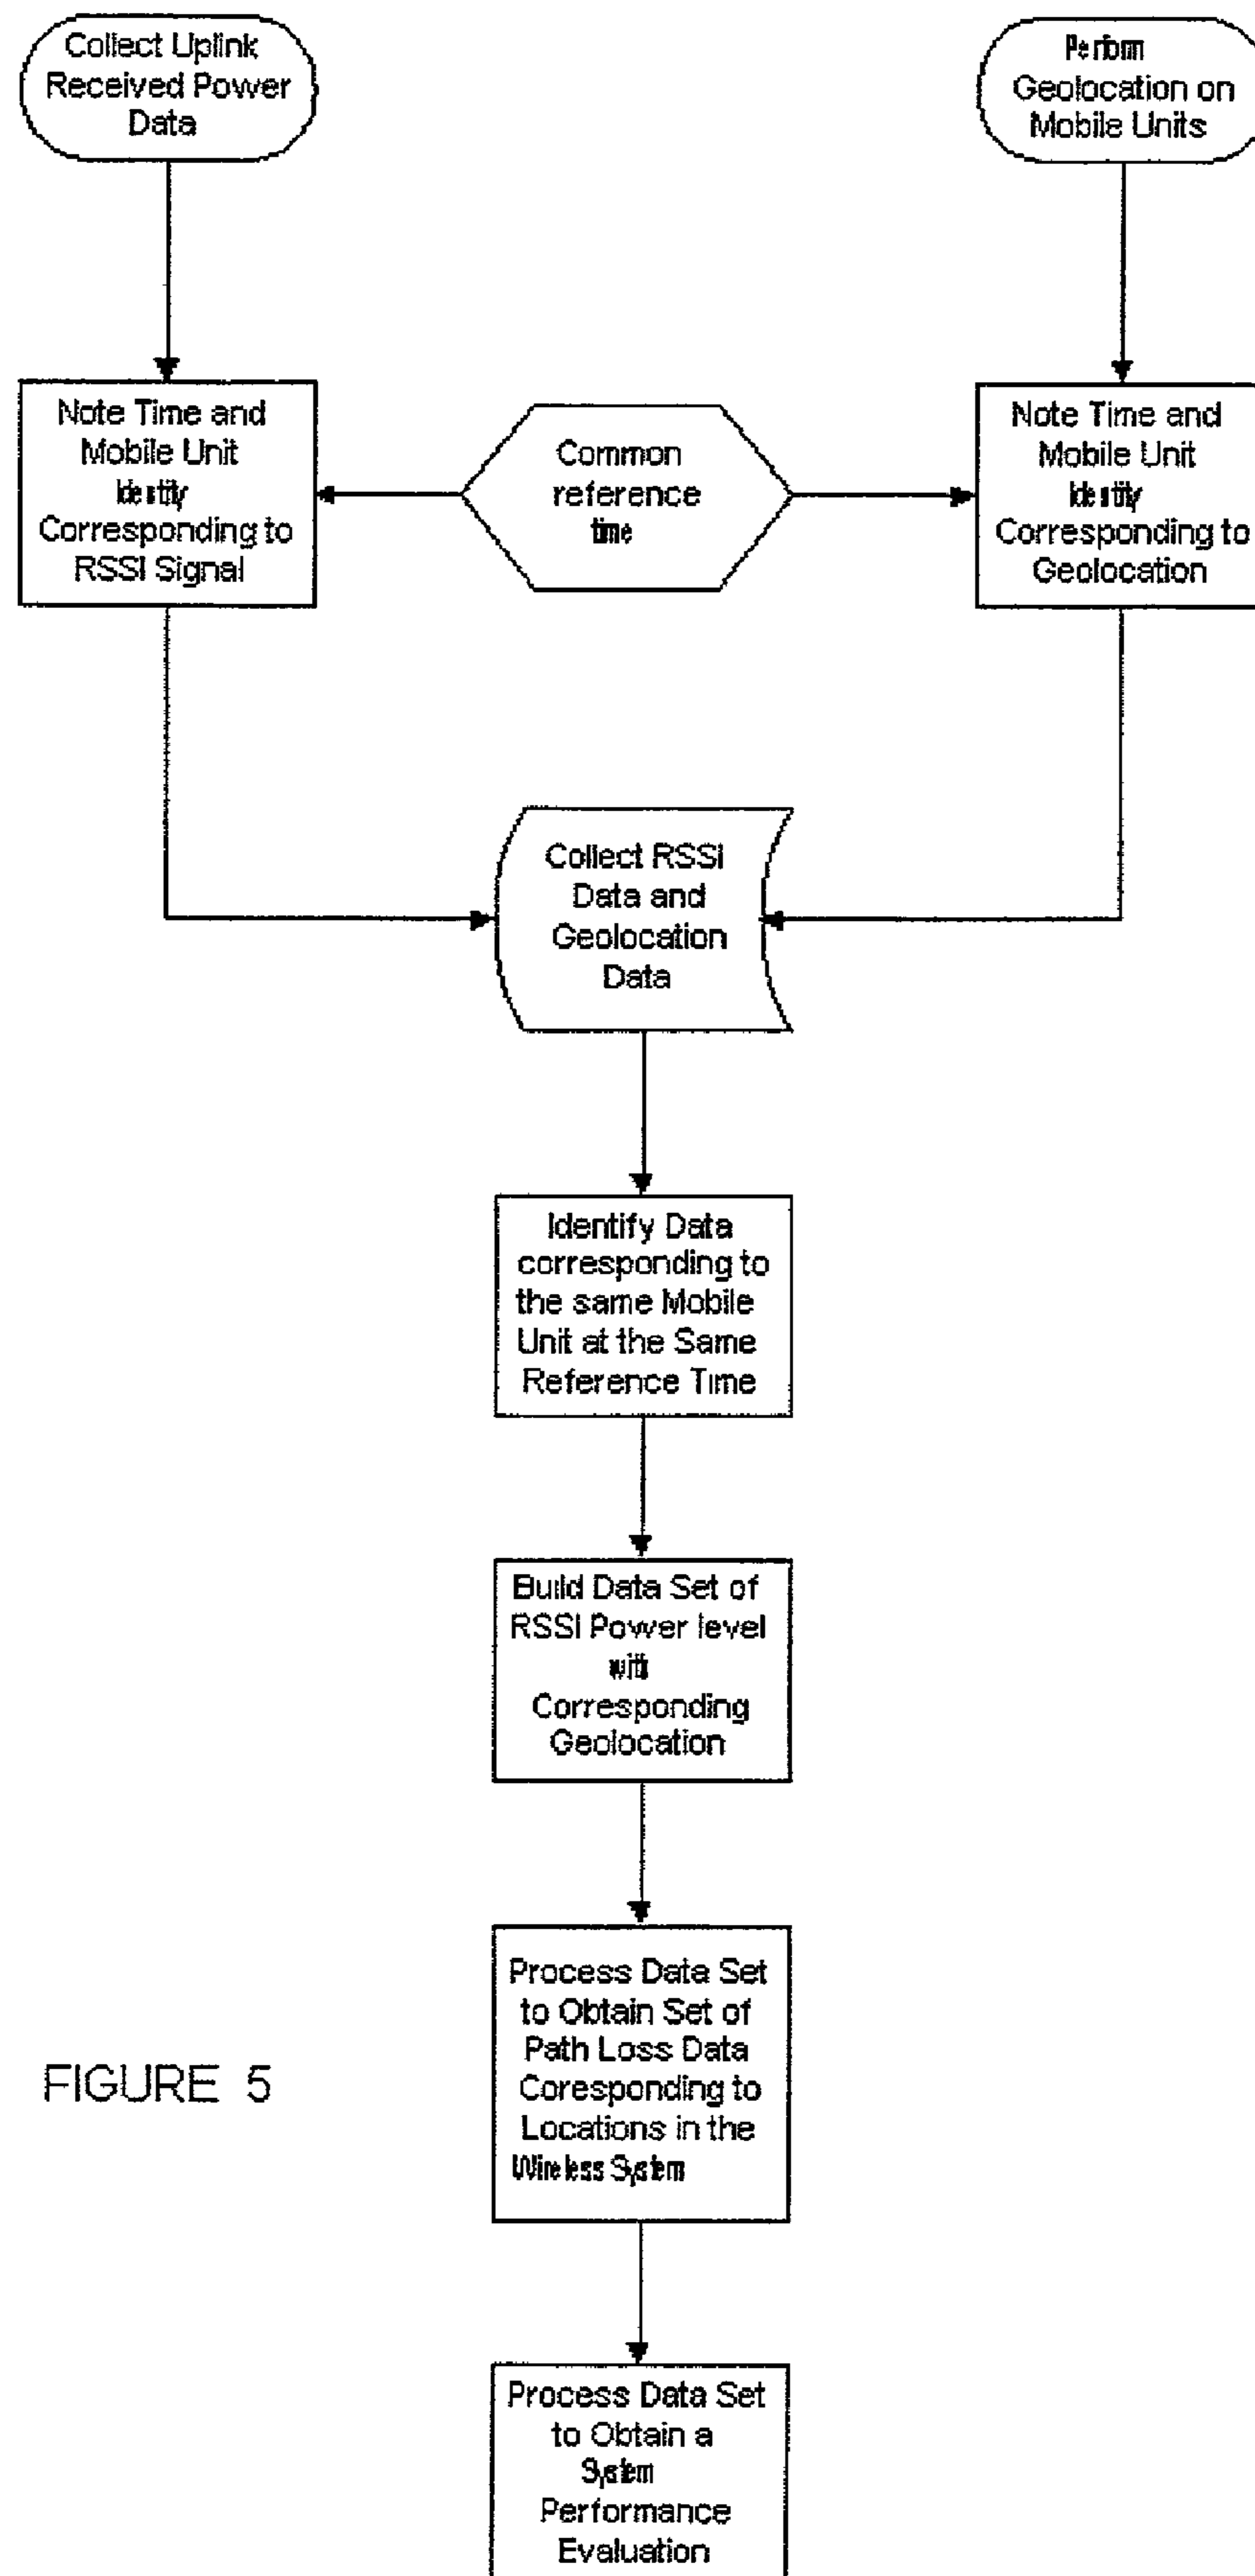 Collect Uplink
Received Power
Data
Perform
Geolocation on
Mobile Units
Note Time and
Mobile Unit
Identity
Corresponding to
RSSI Signal
Common
reference
time
Note Time and
Mobile Unit
Identity
Corresponding to
Geolocation
Collect RSSI
Data and
Geolocation
Data
Identify Data
corresponding to
the same Mobile
Unit at the Same
Reference Time
Build Data Set of
RSSI Power level
with
Corresponding
Geolocation
Process Data Set
to Obtain Set of
Path Loss Data
Coresponding to
Locations in the
Wireless System
FIGURE 5
Process Data Set
to Obtain a
System
Performance
Evaluation